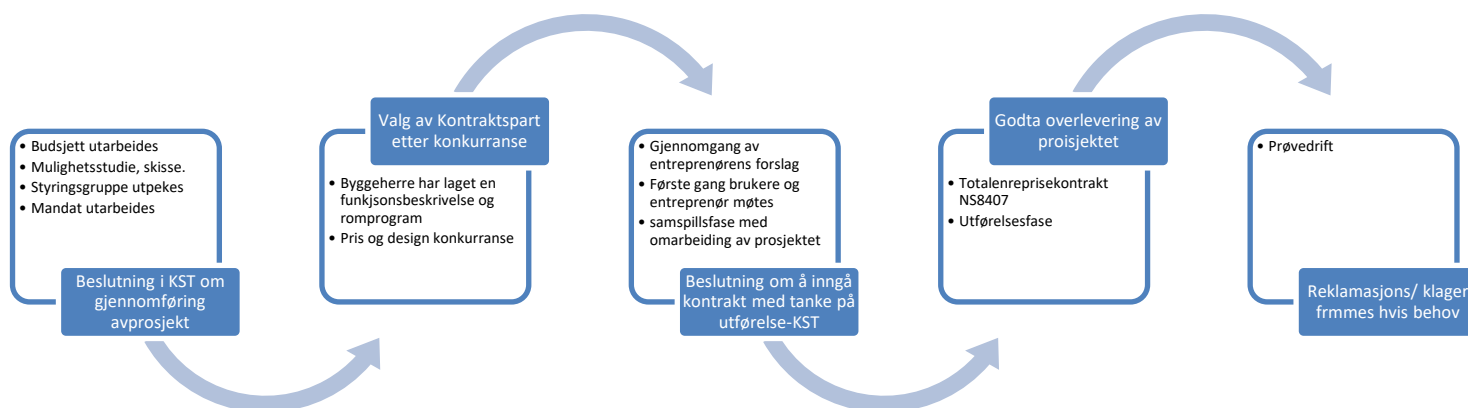 • Budsjett utarbeides
• Mulighetsstudie, skisse.
• Styringsgruppe utpekes
• Mandat utarbeides
Beslutning i KST om
gjennomføring
avprosjekt
Valg av Kontraktspart
etter konkurranse
• Byggeherre har laget en
funkjsonsbeskrivelse og
romprogram
• Pris og design konkurranse
• Gjennomgang av
entreprenørens forslag
• Første gang brukere og
entreprenør møtes
• samspillsfase med
omarbeiding av prosjektet
Beslutning om å inngå
kontrakt med tanke på
utførelse-KST
Godta overlevering av
proisjektet
• Totalenreprisekontrakt
NS8407
• Utførelsesfase
• Prøvedrift
Reklamasjons/ klager
frmmes hvis behov